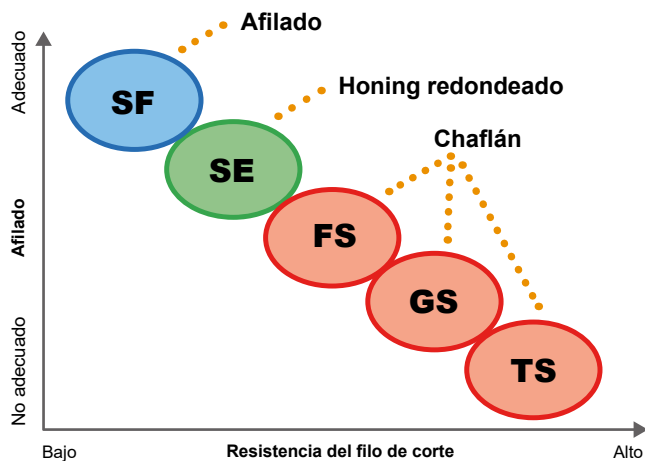 Afilado
Adecuado
SF
Honing redondeado
SE
Chaflán
FS
Afilado
GS
No adecuado
TS
Bajo
Resistencia del filo de corte
Alto